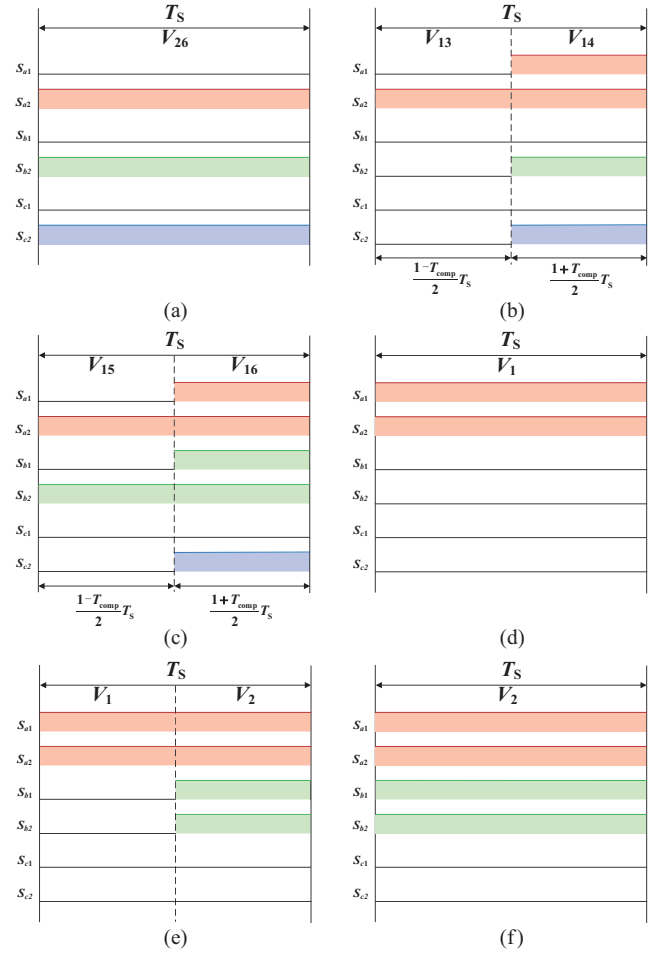 T_S
V_26
S_a1
S_a2
S_b1
S_b2
S_c1
S_c2
(a)
T_S
V_13 V_14
S_a1
S_a2
S_b1
S_b2
S_c1
S_c2
(1−T_comp)/2 T_S (1+T_comp)/2 T_S
(b)
T_S
V_15 V_16
S_a1
S_a2
S_b1
S_b2
S_c1
S_c2
(1−T_comp)/2 T_S (1+T_comp)/2 T_S
(c)
T_S
V_1
S_a1
S_a2
S_b1
S_b2
S_c1
S_c2
(d)
T_S
V_1 V_2
S_a1
S_a2
S_b1
S_b2
S_c1
S_c2
(e)
T_S
V_2
S_a1
S_a2
S_b1
S_b2
S_c1
S_c2
(f)